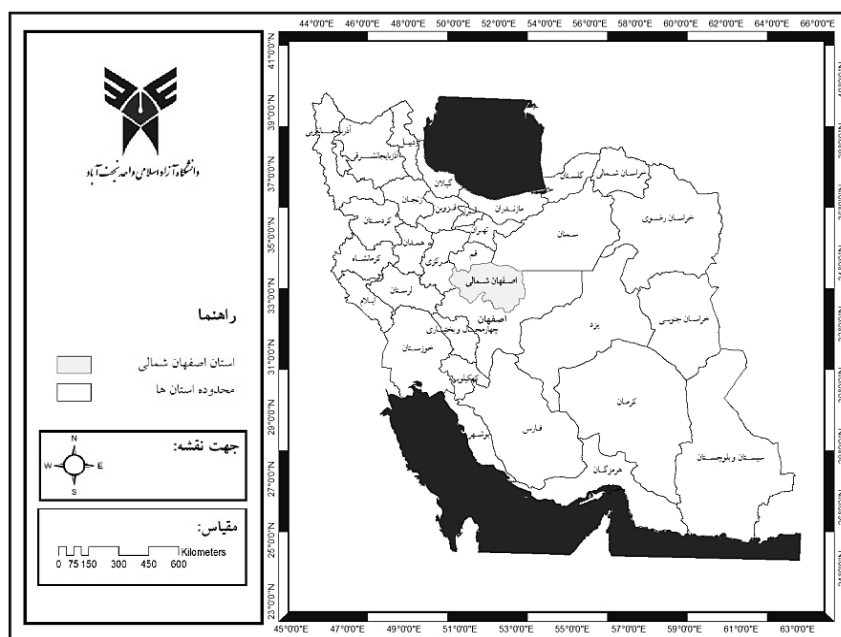 دانشگاه آزاد اسلامی واحد نجف آباد
راهنما
استان اصفهان شمالی
محدوده استان ها
جهت نقشه:
N
W
E
S
مقیاس:
0 75 150 300 450 600
Kilometers
44°0'0"E 46°0'0"E 48°0'0"E 50°0'0"E 52°0'0"E 54°0'0"E 56°0'0"E 58°0'0"E 60°0'0"E 62°0'0"E 64°0'0"E 66°0'0"E
41°0'0"N
39°0'0"N
37°0'0"N
35°0'0"N
33°0'0"N
31°0'0"N
29°0'0"N
27°0'0"N
25°0'0"N
23°0'0"N
آذربایجانشرقی
گیلان
گلستان
خراسان شمالی
زنجان
قزوین
مازندران
خراسان رضوی
کردستان
تهران
سمنان
همدان
قم
کرمانشاه
مرکزی
اصفهان شمالی
لرستان
ایلام
اصفهان
چهارمحال و بختیاری
یزد
خراسان جنوبی
خوزستان
کرمان
فارس
بوشهر
سیستان و بلوچستان
هرمزگان
45°0'0"E 47°0'0"E 49°0'0"E 51°0'0"E 53°0'0"E 55°0'0"E 57°0'0"E 59°0'0"E 61°0'0"E 63°0'0"E